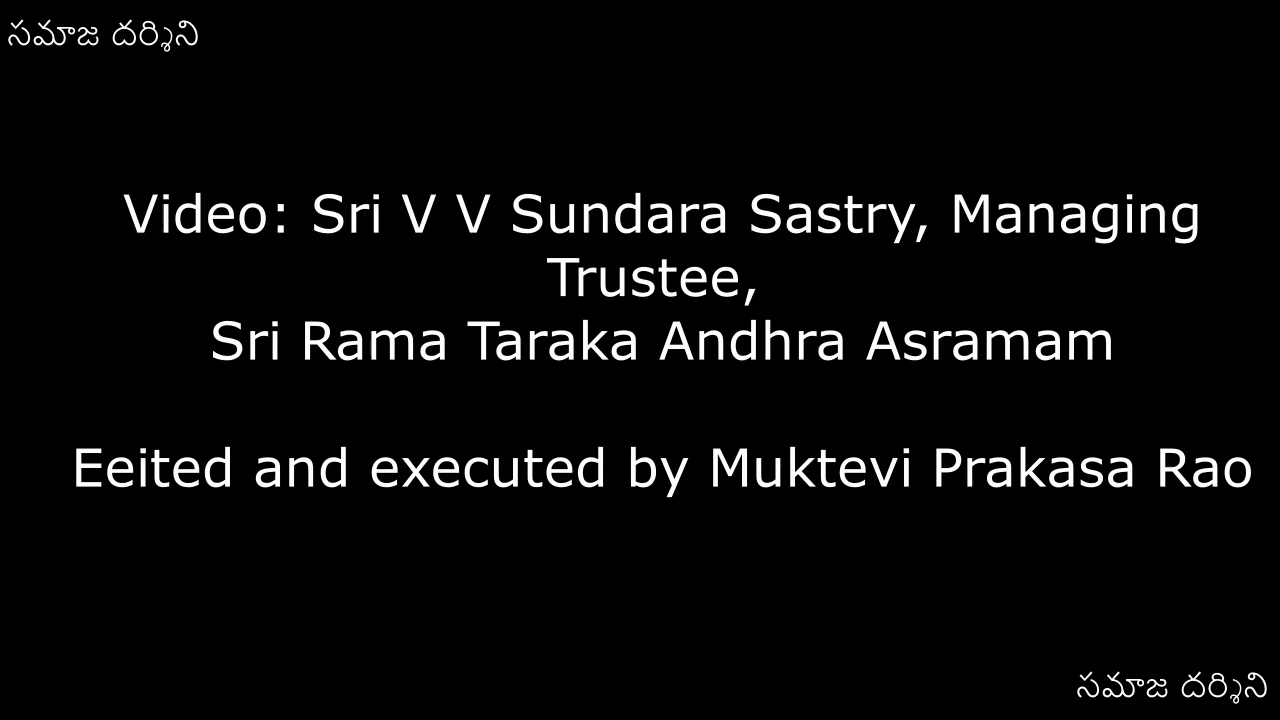 సమాజ దర్శిని
Video: Sri V V Sundara Sastry, Managing
Trustee,
Sri Rama Taraka Andhra Asramam
Eeited and executed by Muktevi Prakasa Rao
సమాజ దర్శిని